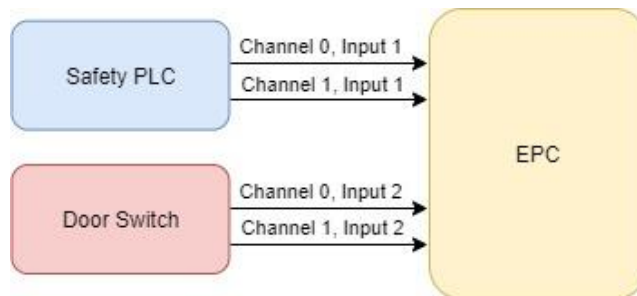 Channel 0, Input 1
Safety PLC
Channel 1, Input 1
EPC
Channel 0, Input 2
Door Switch
Channel 1, Input 2